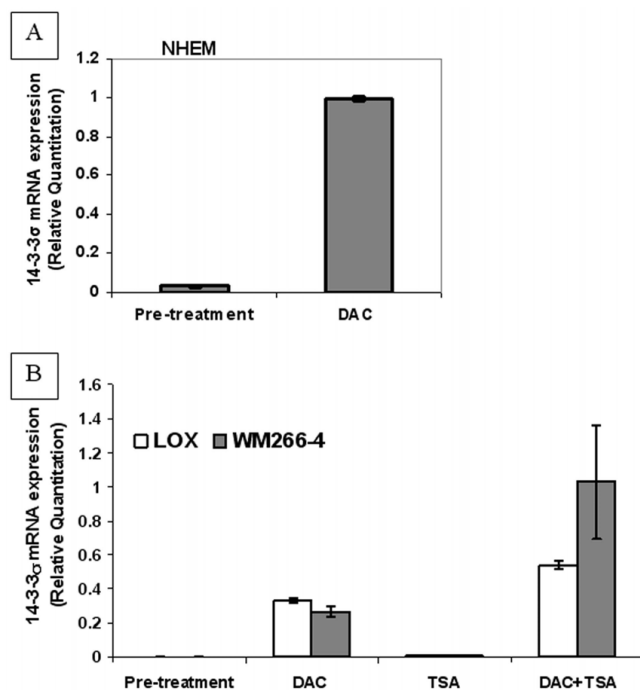 A
NHEM
1.2
1
0.8
0.6
0.4
0.2
0
14-3-3σ mRNA expression
(Relative Quantitation)
Pre-treatment DAC
B
1.6
1.4
1.2
1
0.8
0.6
0.4
0.2
0
14-3-3σ mRNA expression
(Relative Quantitation)
LOX WM266-4
Pre-treatment DAC TSA DAC+TSA